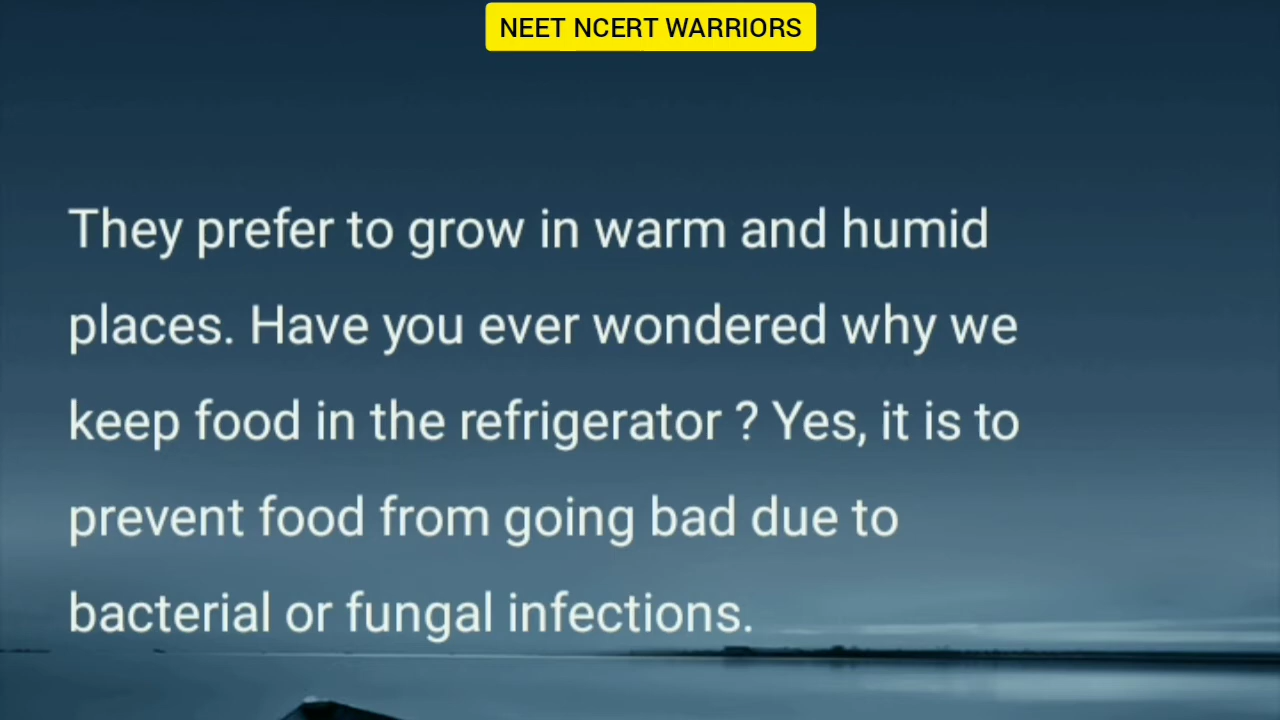 NEET NCERT WARRIORS
They prefer to grow in warm and humid
places. Have you ever wondered why we
keep food in the refrigerator ? Yes, it is to
prevent food from going bad due to
bacterial or fungal infections.